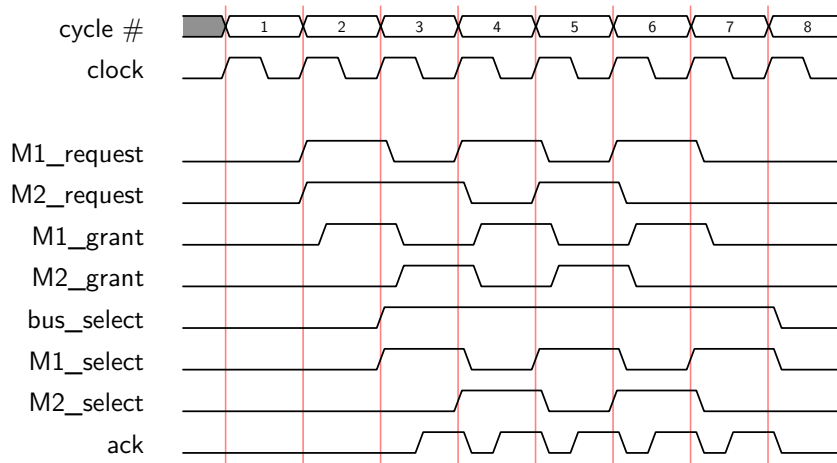 cycle # 1 2 3 4 5 6 7 8
clock
M1_request
M2_request
M1_grant
M2_grant
bus_select
M1_select
M2_select
ack